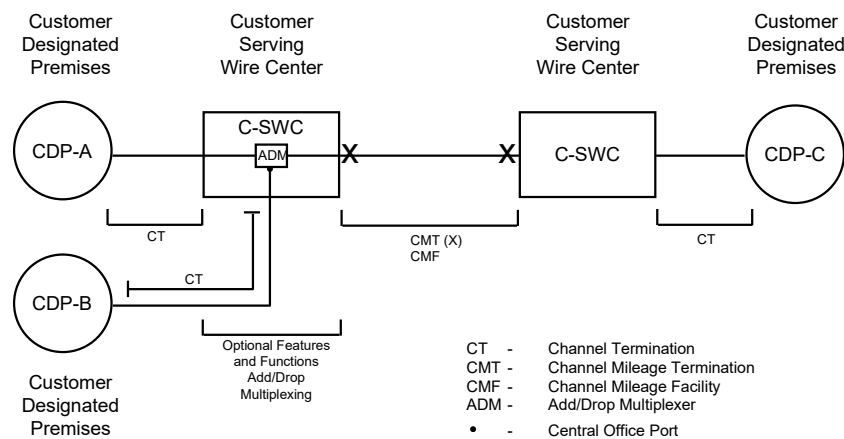 Customer
Designated
Premises
Customer
Serving
Wire Center
Customer
Serving
Wire Center
Customer
Designated
Premises
CDP-A
C-SWC
ADM
X
X
C-SWC
CDP-C
CT
CMT (X)
CMF
CT
CT
CDP-B
Optional Features
and Functions
Add/Drop
Multiplexing
Customer
Designated
Premises
CT - Channel Termination
CMT - Channel Mileage Termination
CMF - Channel Mileage Facility
ADM - Add/Drop Multiplexer
• - Central Office Port